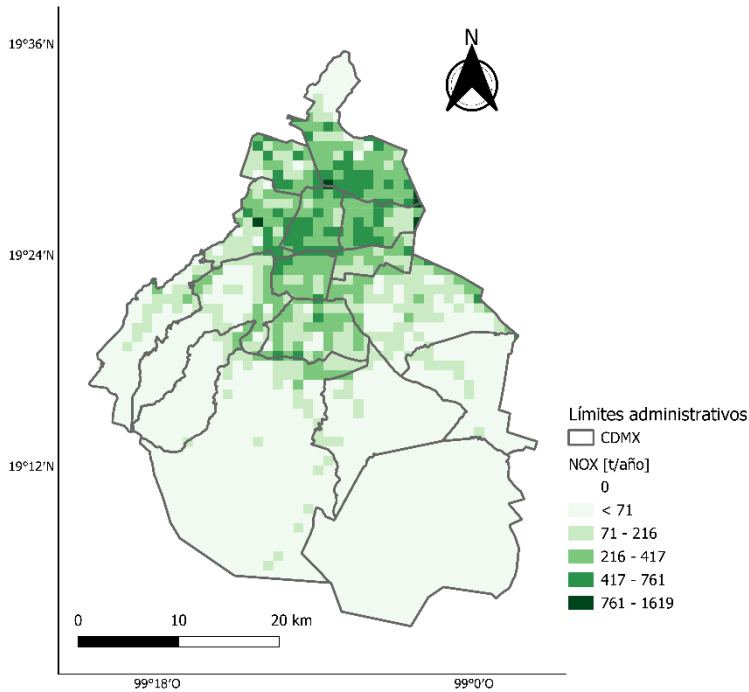 19°36'N
N
19°24'N
19°12'N
Límites administrativos
CDMX
NOX [t/año]
0
< 71
71 - 216
216 - 417
417 - 761
761 - 1619
0 10 20 km
99°18'O 99°0'O